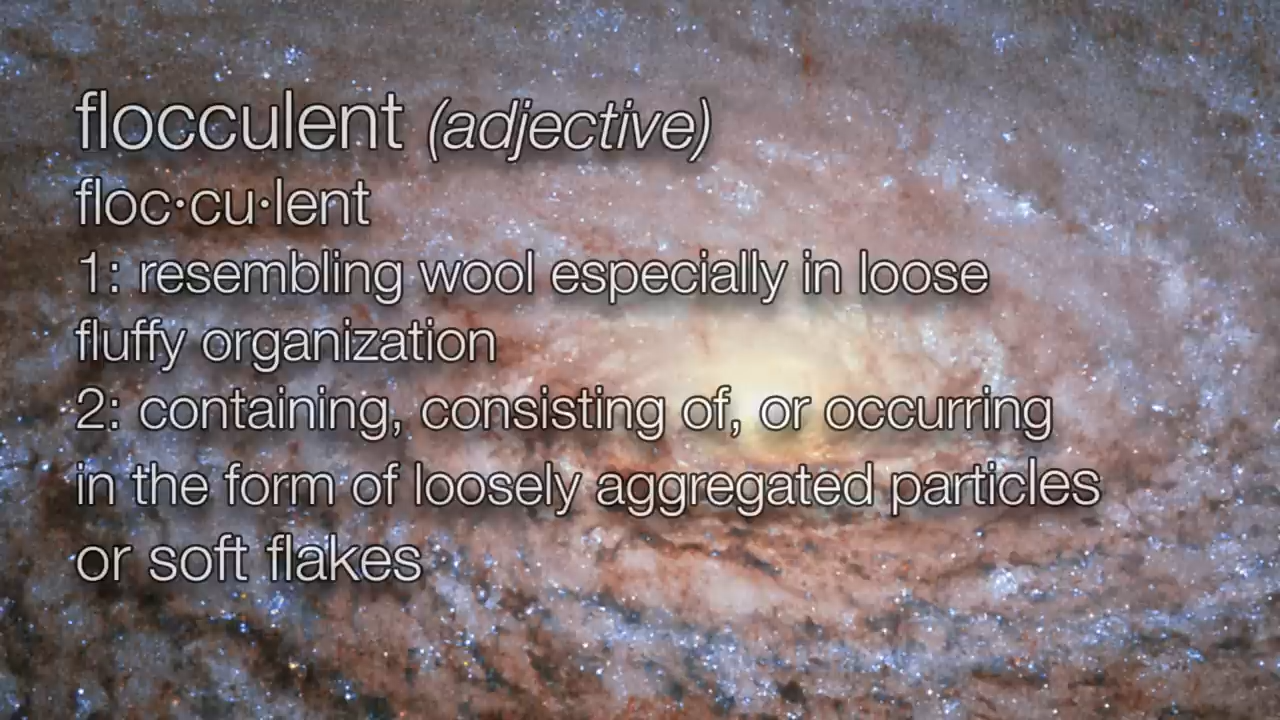 flocculent (adjective)
floc·cu·lent
1: resembling wool especially in loose
fluffy organization
2: containing, consisting of, or occurring
in the form of loosely aggregated particles
or soft flakes